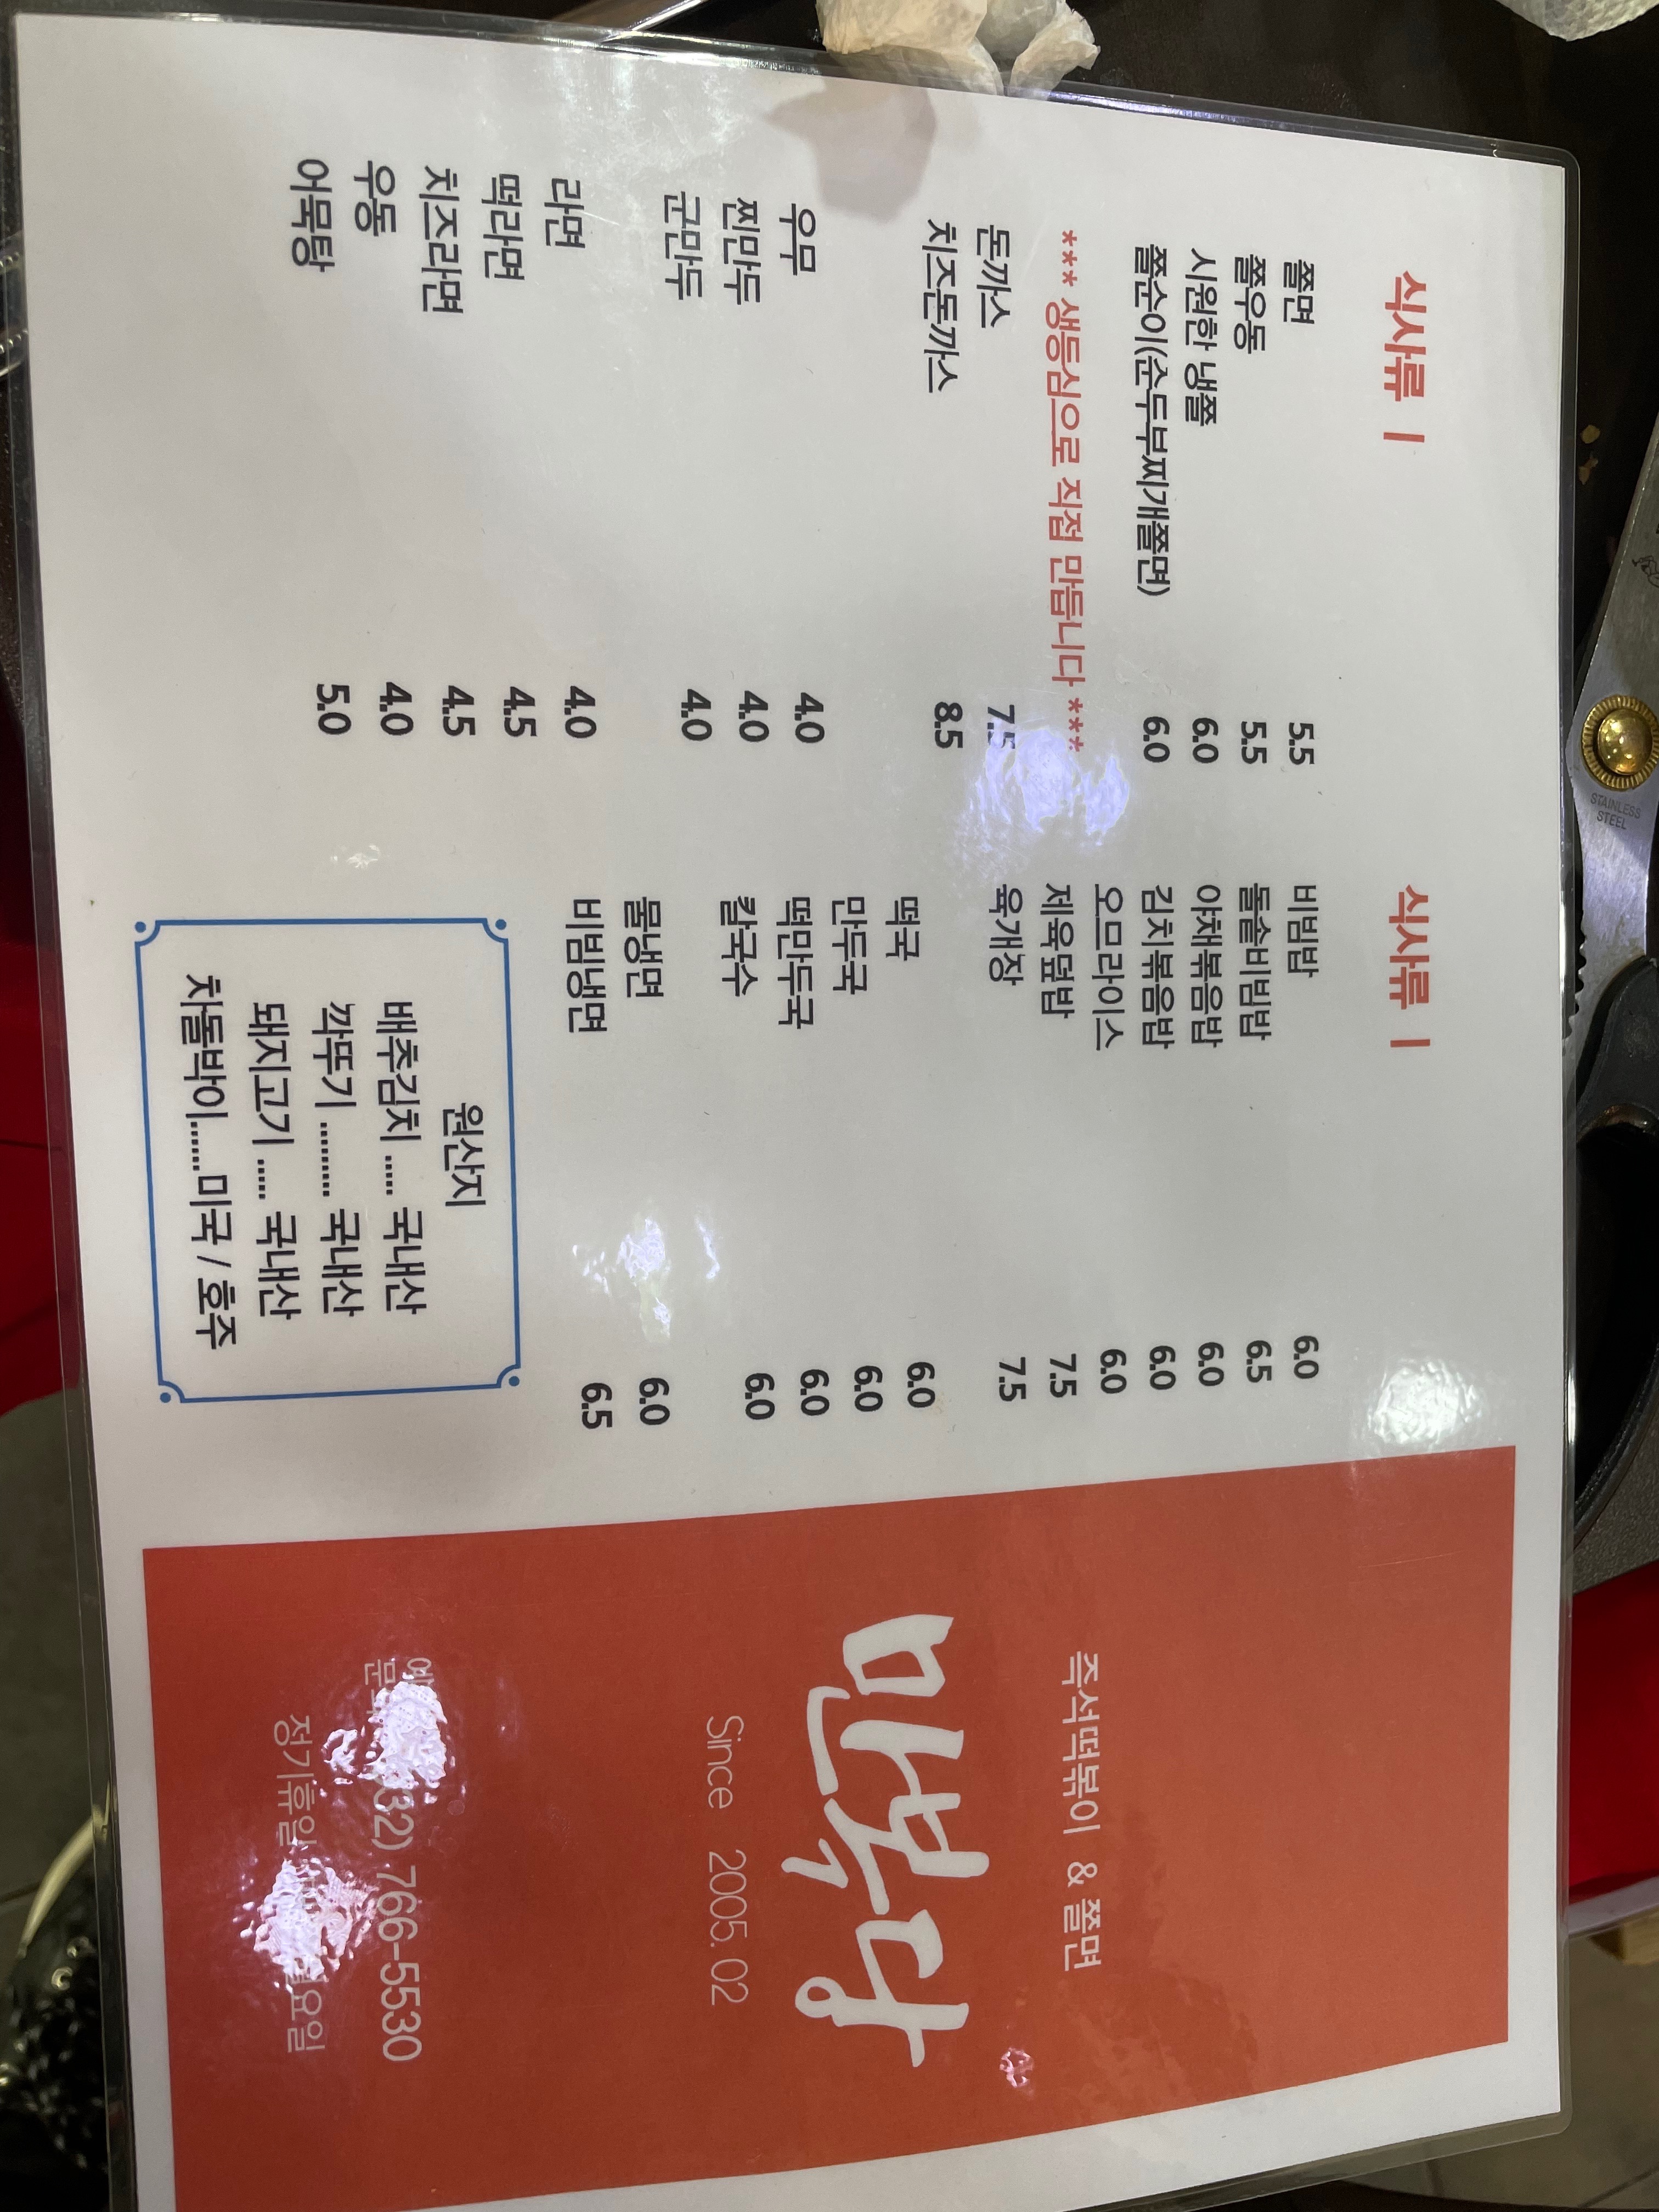 STAINLESS
STEEL
식사류 |
쫄면 5.5
쫄우동 5.5
시원한 냉쫄 6.0
쫄순이(순두부찌개쫄면) 6.0
*** 생등심으로 직접 만듭니다 ***
돈까스 7.5
치즈돈까스 8.5
우무 4.0
찐만두 4.0
군만두 4.0
라면 4.0
떡라면 4.5
치즈라면 4.5
우동 4.0
어묵탕 5.0
식사류 |
비빔밥 6.0
돌솥비빔밥 6.5
야채볶음밥 6.0
김치볶음밥 6.0
오므라이스 6.0
제육덮밥 7.5
육개장 7.5
떡국 6.0
만두국 6.0
떡만두국 6.0
칼국수 6.0
물냉면 6.0
비빔냉면 6.5
원산지
배추김치 ..... 국내산
깍뚜기 ......... 국내산
돼지고기 ..... 국내산
차돌박이......미국 / 호주
즉석떡볶이 & 쫄면
만복당
Since 2005. 02
766-5530
정기휴일